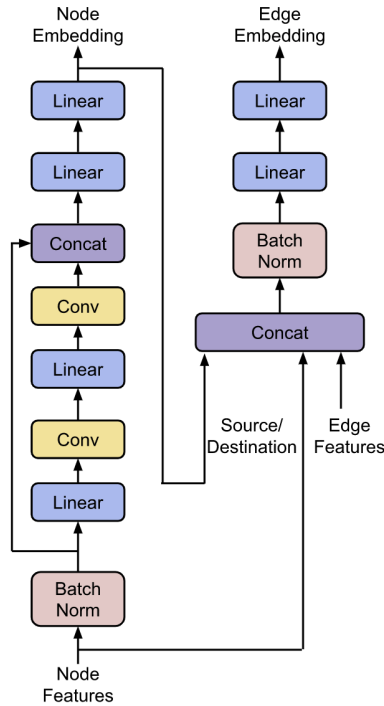 Node
Embedding
Edge
Embedding
Linear
Linear
Linear
Linear
Concat
Batch
Norm
Conv
Concat
Linear
Conv
Source/
Destination
Edge
Features
Linear
Batch
Norm
Node
Features